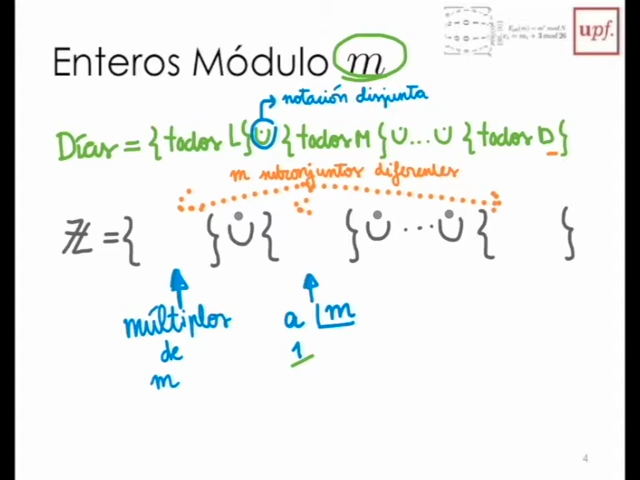 upf.
Enteros Módulo m
notación disjunta
Días = { todos L} ∪̇ { todos M { ∪̇ ... ∪̇ { todos D }
m subconjuntos diferentes
ℤ = { } ∪̇ { } ∪̇ ... ∪̇ { }
múltiplos
de
m
a | m
1
4